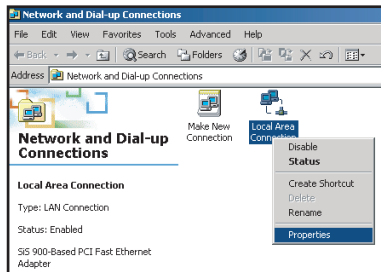 Network and Dial-up Connections
File Edit View Favorites Tools Advanced Help
Back Search Folders
Address Network and Dial-up Connections
Network and Dial-up
Connections
Local Area Connection
Type: LAN Connection
Status: Enabled
SiS 900-Based PCI Fast Ethernet
Adapter
Make New
Connection
Local Area
Connection
Disable
Status
Create Shortcut
Delete
Rename
Properties